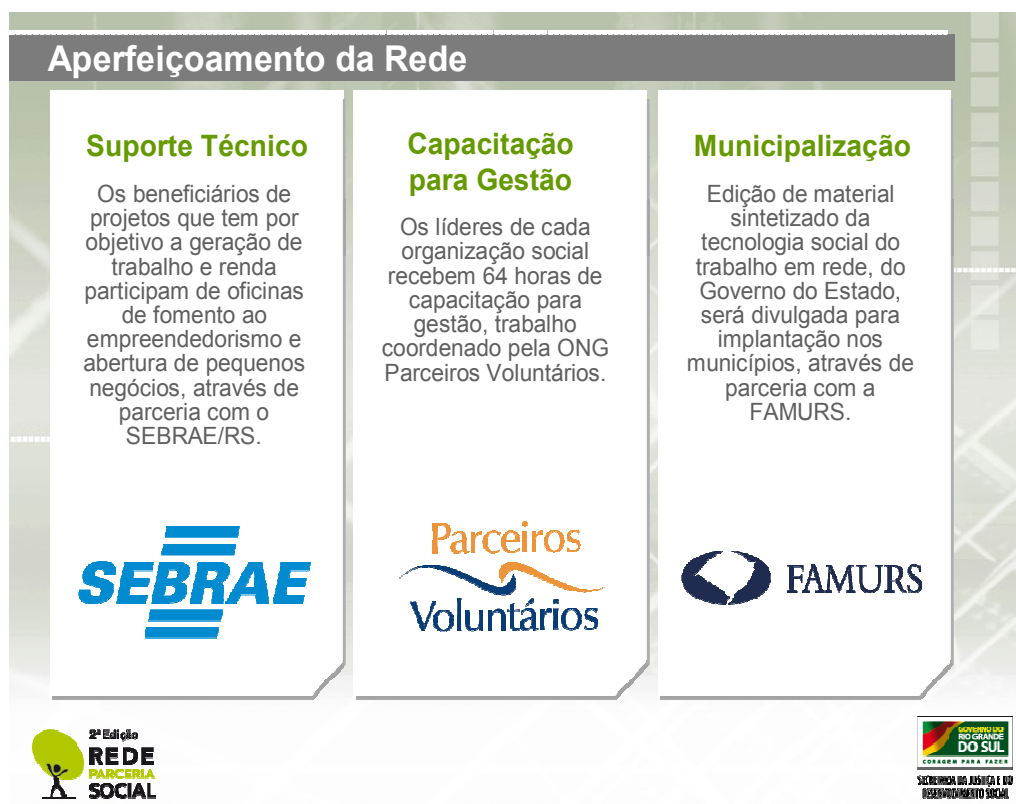 Aperfeiçoamento da Rede
Suporte Técnico
Os beneficiários de
projetos que tem por
objetivo a geração de
trabalho e renda
participam de oficinas
de fomento ao
empreendedorismo e
abertura de pequenos
negócios, através de
parceria com o
SEBRAE/RS.
SEBRAE
Capacitação
para Gestão
Os líderes de cada
organização social
recebem 64 horas de
capacitação para
gestão, trabalho
coordenado pela ONG
Parceiros Voluntários.
Parceiros
Voluntários
Municipalização
Edição de material
sintetizado da
tecnologia social do
trabalho em rede, do
Governo do Estado,
será divulgada para
implantação nos
municípios, através de
parceria com a
FAMURS.
FAMURS
2ª Edição
REDE
PARCERIA
SOCIAL
GOVERNO DO
RIO GRANDE
DO SUL
CORAGEM PARA FAZER
SECRETARIA DA JUSTIÇA E DO
DESENVOLVIMENTO SOCIAL